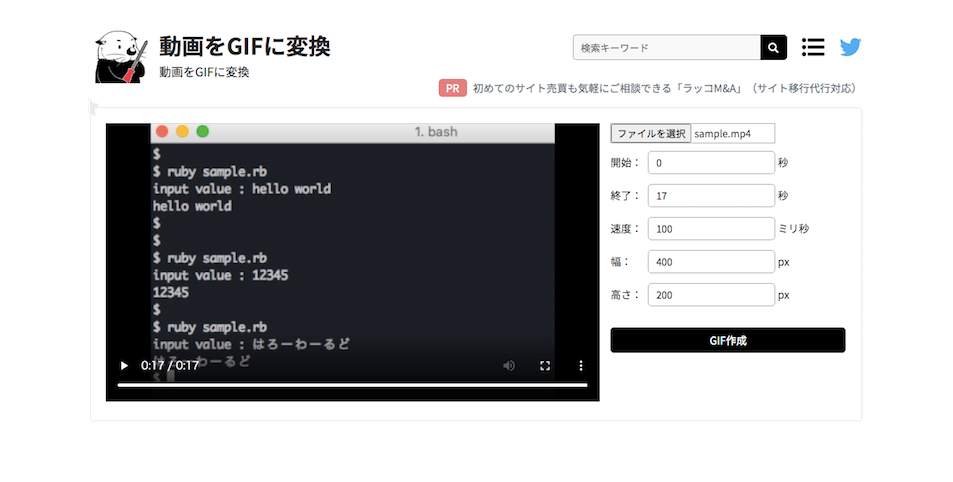 動画をGIFに変換
動画をGIFに変換
検索キーワード
PR 初めてのサイト売買も気軽にご相談できる「ラッコM&A」（サイト移行代行対応）
1. bash
$
$ ruby sample.rb
input value : hello world
hello world
$
$
$ ruby sample.rb
input value : 12345
12345
$
$ ruby sample.rb
input value : はろーわーるど
はろーわーるど
$
0:17 / 0:17
ファイルを選択 sample.mp4
開始： 0 秒
終了： 17 秒
速度： 100 ミリ秒
幅： 400 px
高さ： 200 px
GIF作成